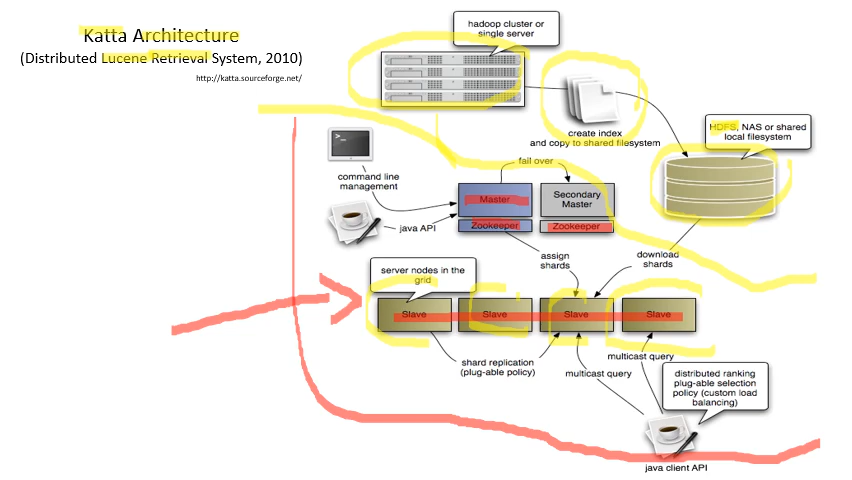 Katta Architecture
(Distributed Lucene Retrieval System, 2010)
http://katta.sourceforge.net/
hadoop cluster or
single server
create index
and copy to shared filesystem
HDFS, NAS or shared
local filesystem
command line
management
fail over
Master
Secondary
Master
Zookeeper
Zookeeper
java API
assign
shards
download
shards
server nodes in the
grid
Slave
Slave
Slave
Slave
shard replication
(plug-able policy)
multicast query
multicast query
distributed ranking
plug-able selection
policy (custom load
balancing)
java client API